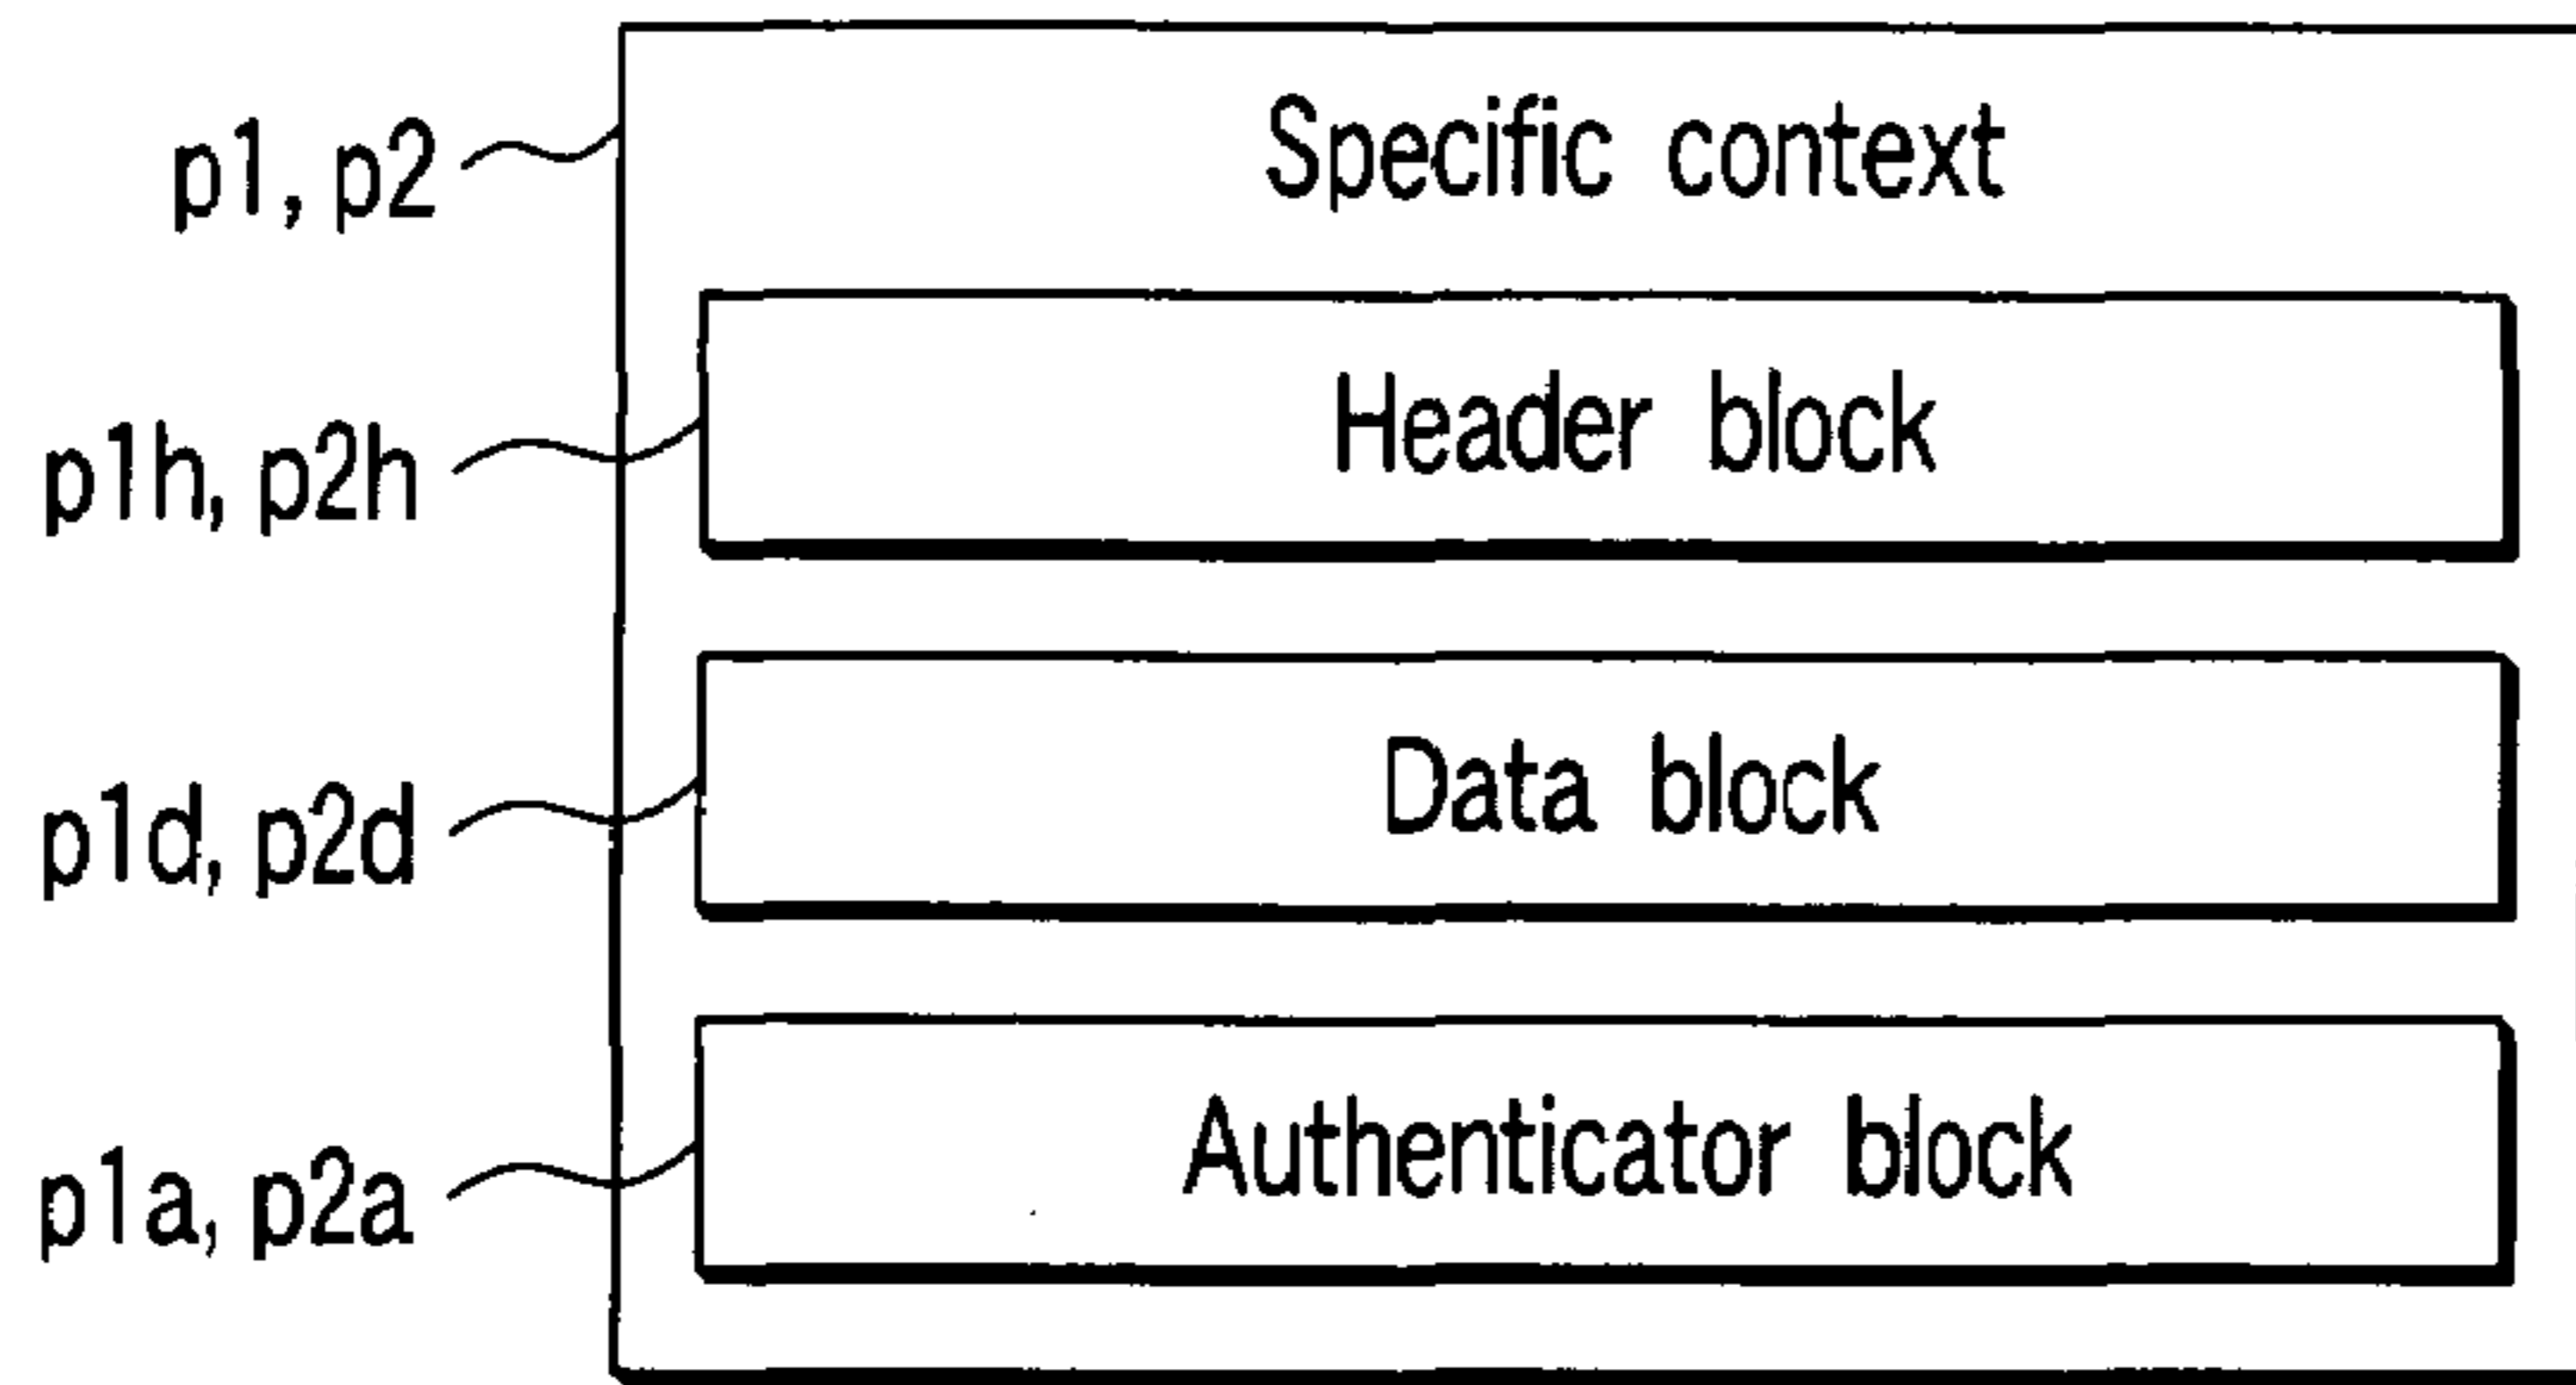 Specific context
p1, p2
Header block
p1h, p2h
Data block
p1d, p2d
Authenticator block
p1a, p2a